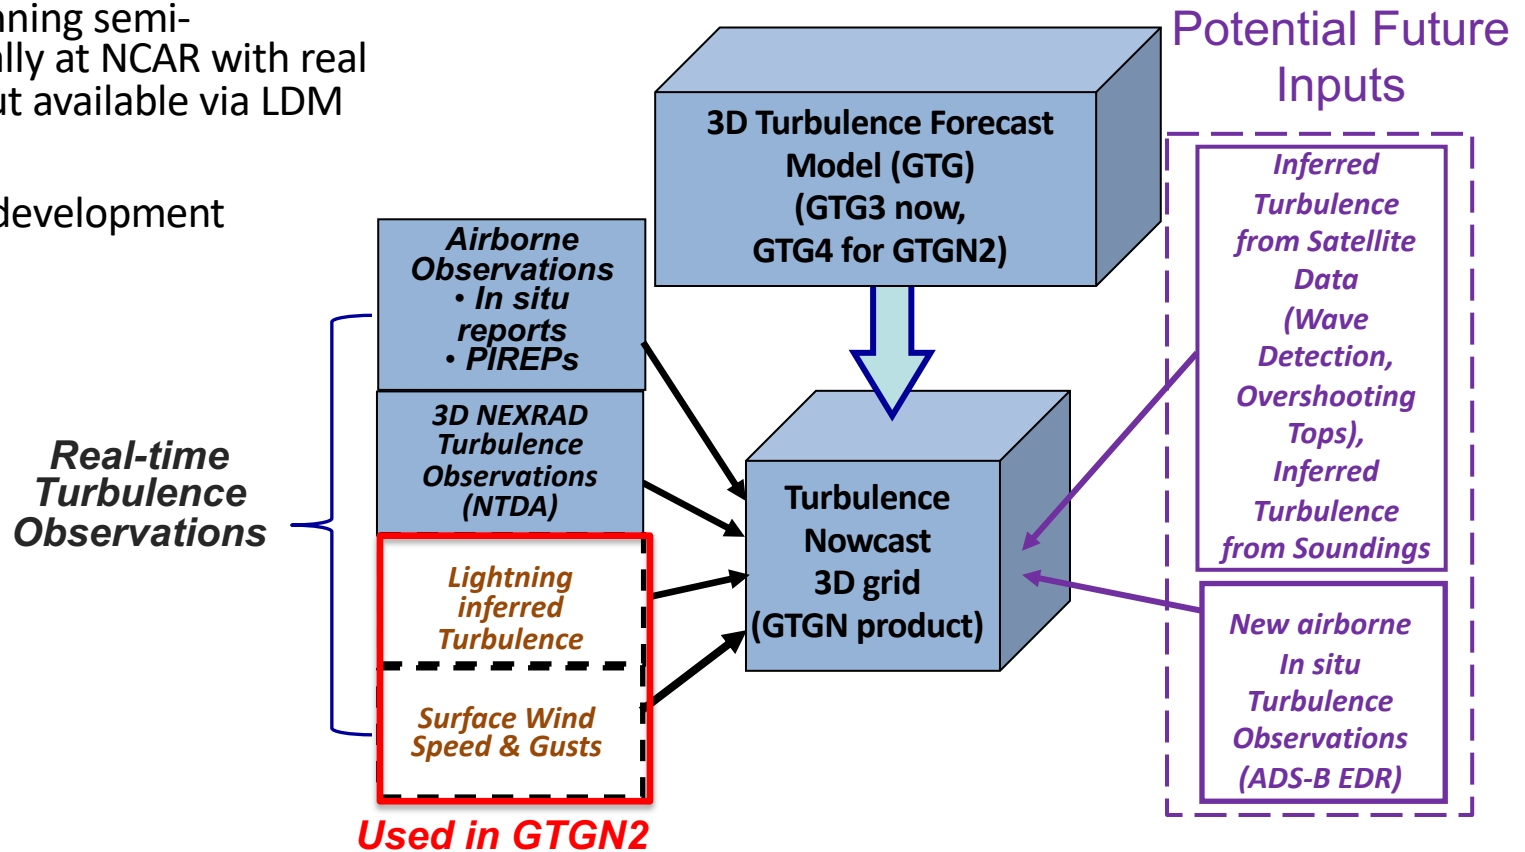 nning semi-
lly at NCAR with real
ut available via LDM
development
Potential Future
Inputs
3D Turbulence Forecast
Model (GTG)
(GTG3 now,
GTG4 for GTGN2)
Airborne
Observations
• In situ
reports
• PIREPs
3D NEXRAD
Turbulence
Observations
(NTDA)
Real-time
Turbulence
Observations
Lightning
inferred
Turbulence
Surface Wind
Speed & Gusts
Used in GTGN2
Turbulence
Nowcast
3D grid
(GTGN product)
Inferred
Turbulence
from Satellite
Data
(Wave
Detection,
Overshooting
Tops),
Inferred
Turbulence
from Soundings
New airborne
In situ
Turbulence
Observations
(ADS-B EDR)